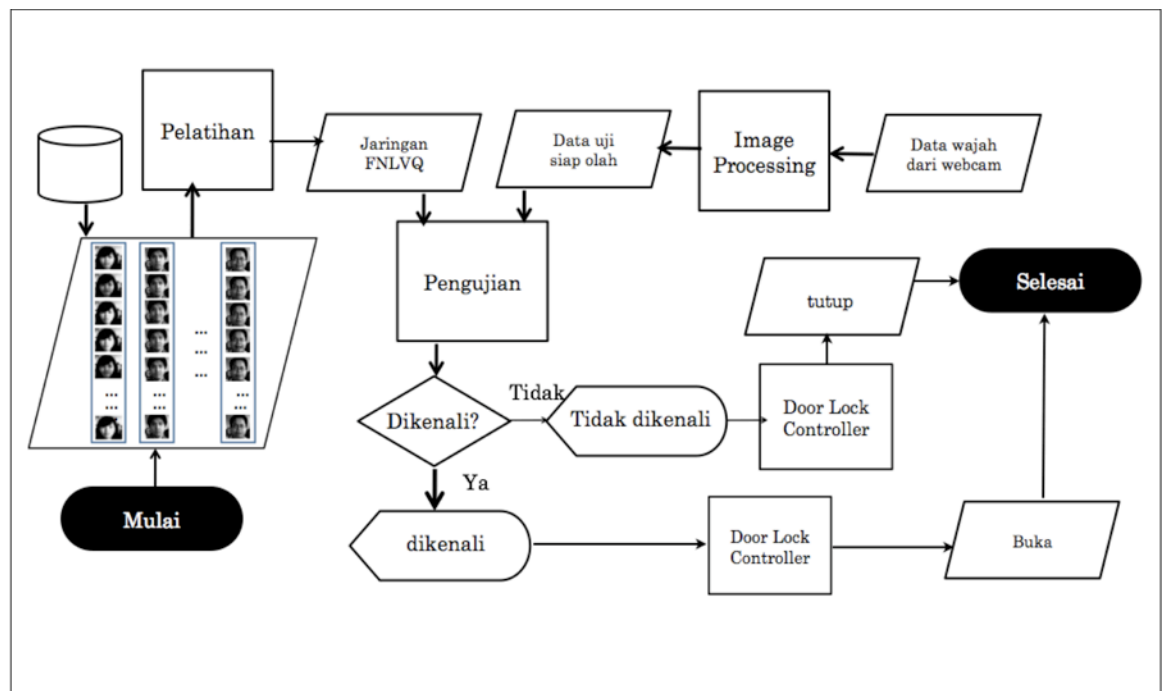 Pelatihan
Jaringan
FNLVQ
Data uji
siap olah
Image
Processing
Data wajah
dari webcam
Pengujian
tutup
Selesai
...
...
...
... ...
... ...
...
...
Dikenali?
Tidak
Tidak dikenali
Door Lock
Controller
Mulai
Ya
dikenali
Door Lock
Controller
Buka